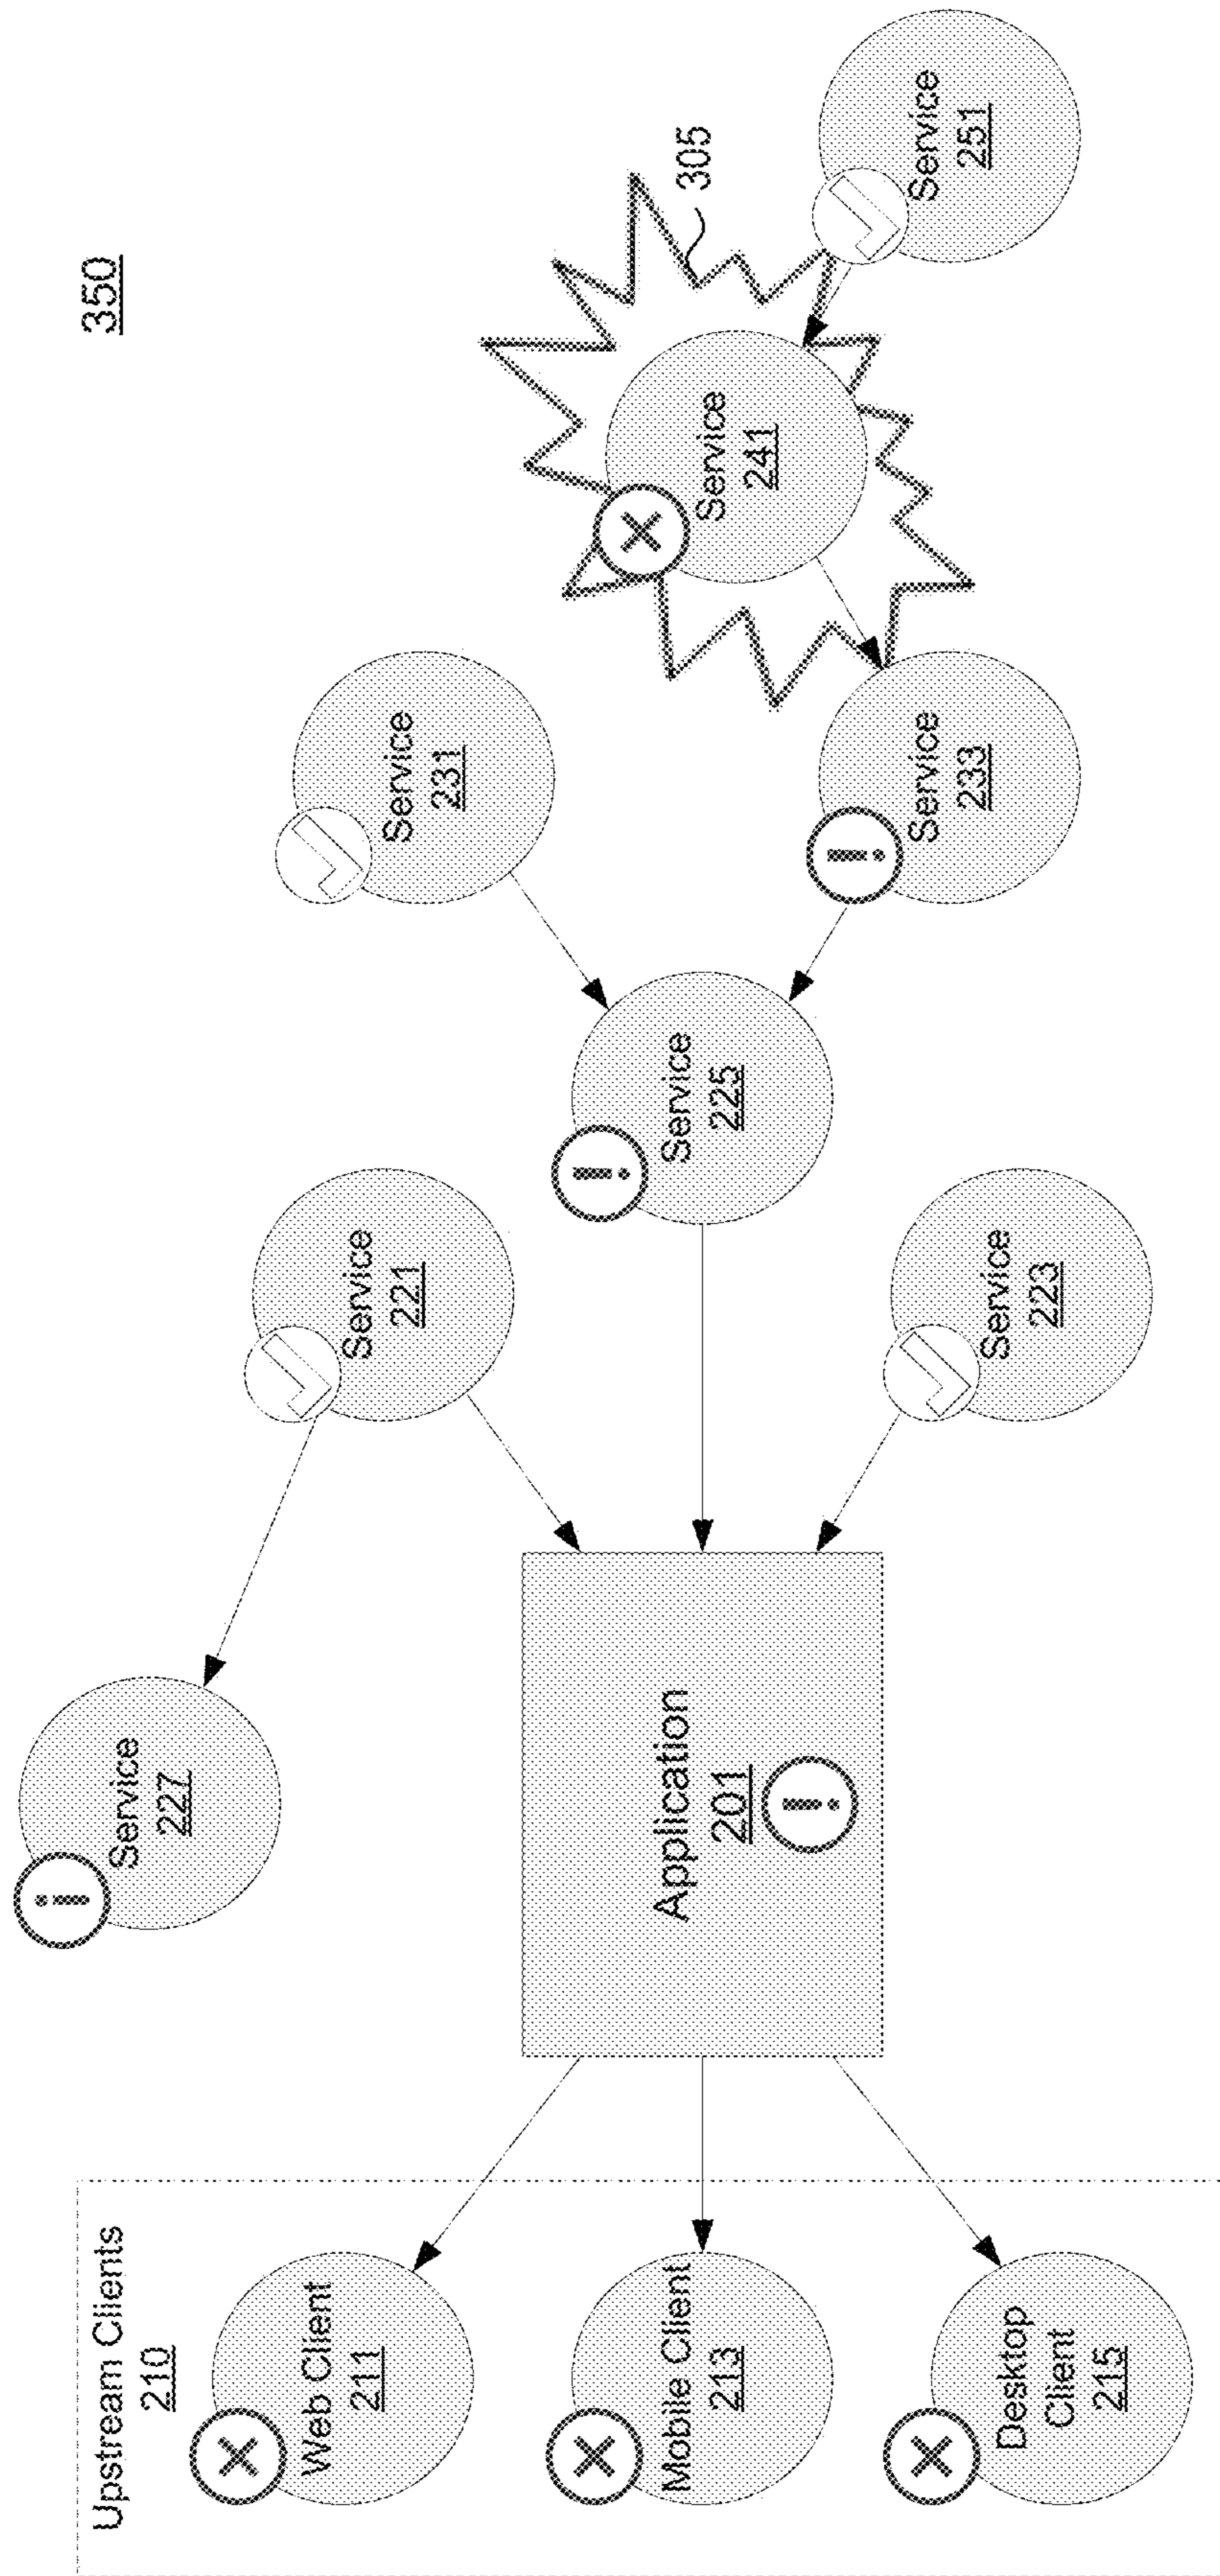 350
Upstream Clients
210
Web Client
211
Mobile Client
213
Desktop
Client
215
Application
201
Service
227
Service
221
Service
225
Service
223
Service
231
Service
233
Service
241
305
Service
251